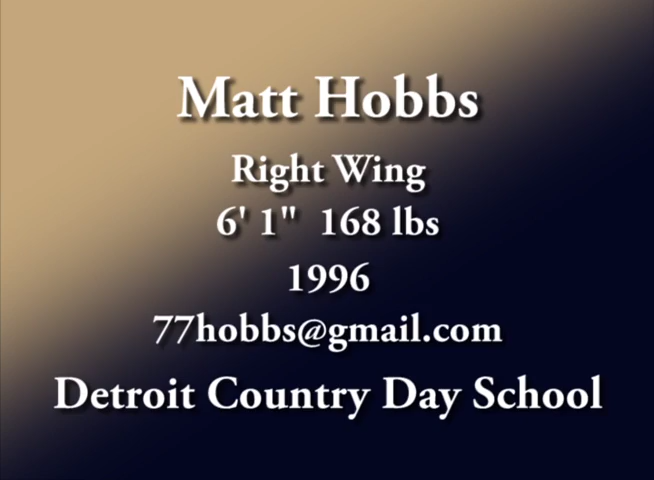 Matt Hobbs
Right Wing
6' 1" 168 lbs
1996
77hobbs@gmail.com
Detroit Country Day School